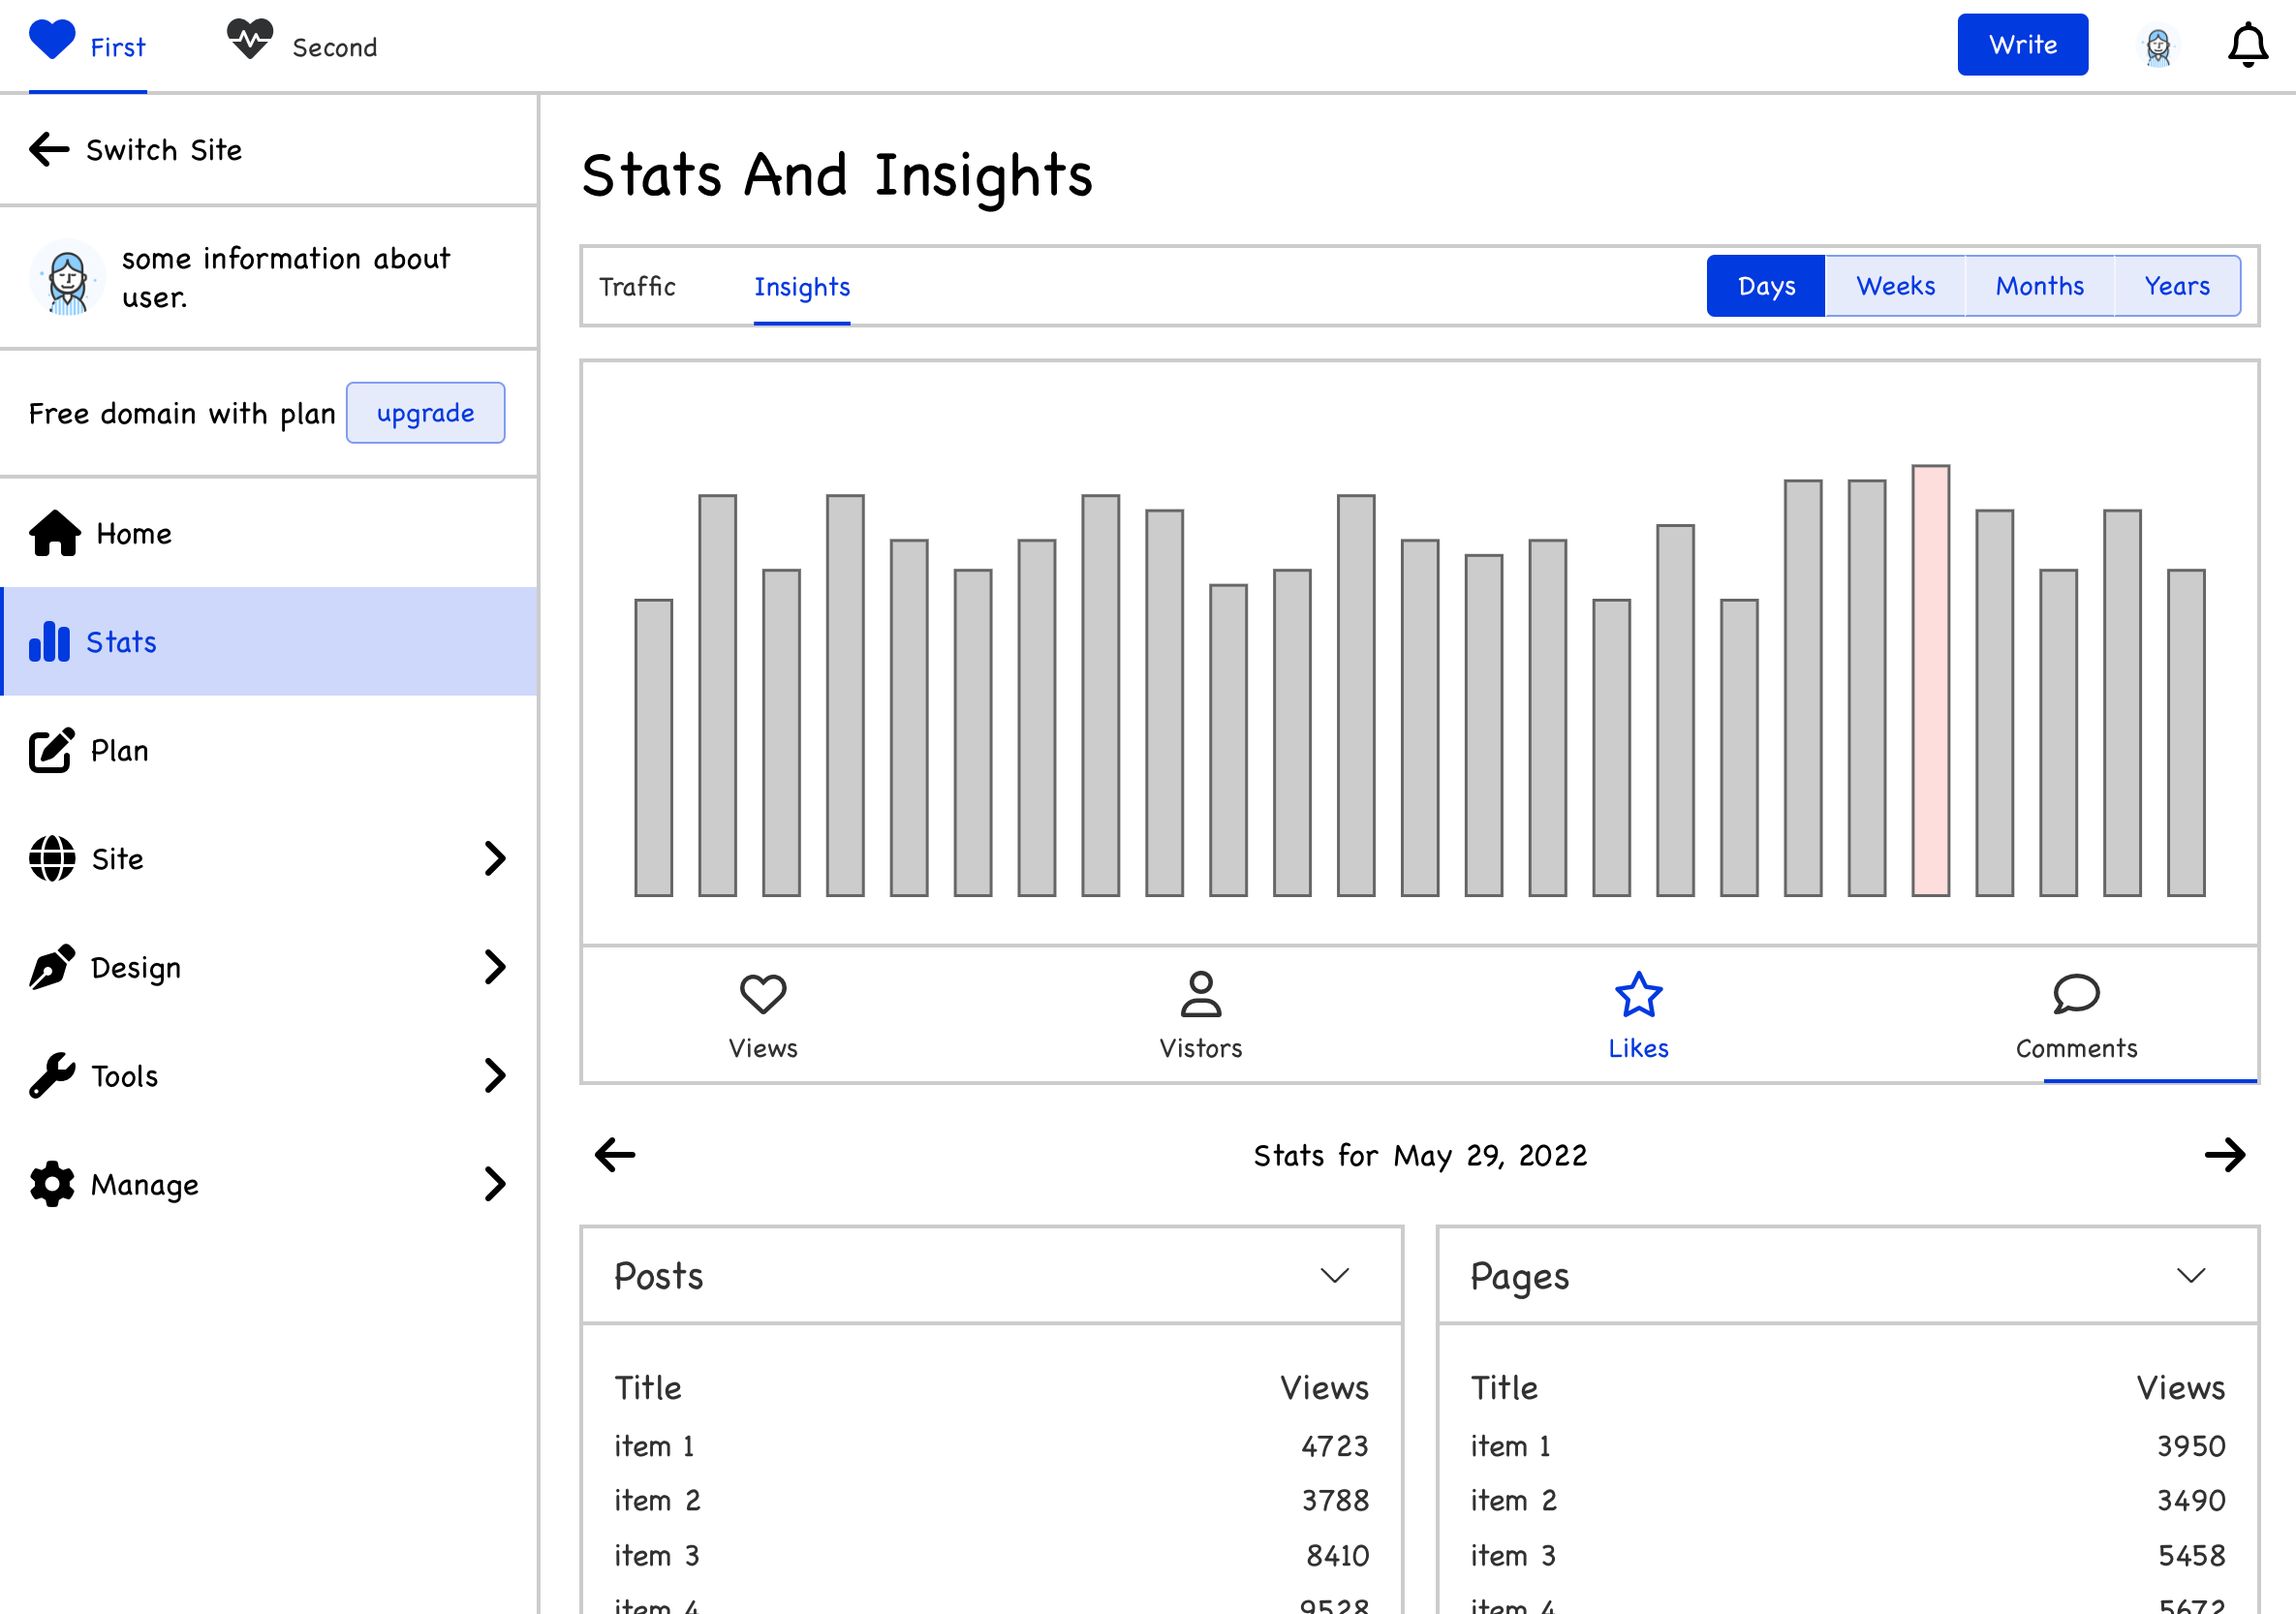 First
Second
Write
Switch Site
some information about
user.
Free domain with plan
upgrade
Home
Stats
Plan
Site
Design
Tools
Manage
Stats And Insights
Traffic
Insights
Days
Weeks
Months
Years
Views
Vistors
Likes
Comments
Stats for May 29, 2022
Posts
Title Views
item 1 4723
item 2 3788
item 3 8410
item 4 9528
Pages
Title Views
item 1 3950
item 2 3490
item 3 5458
item 4 5672